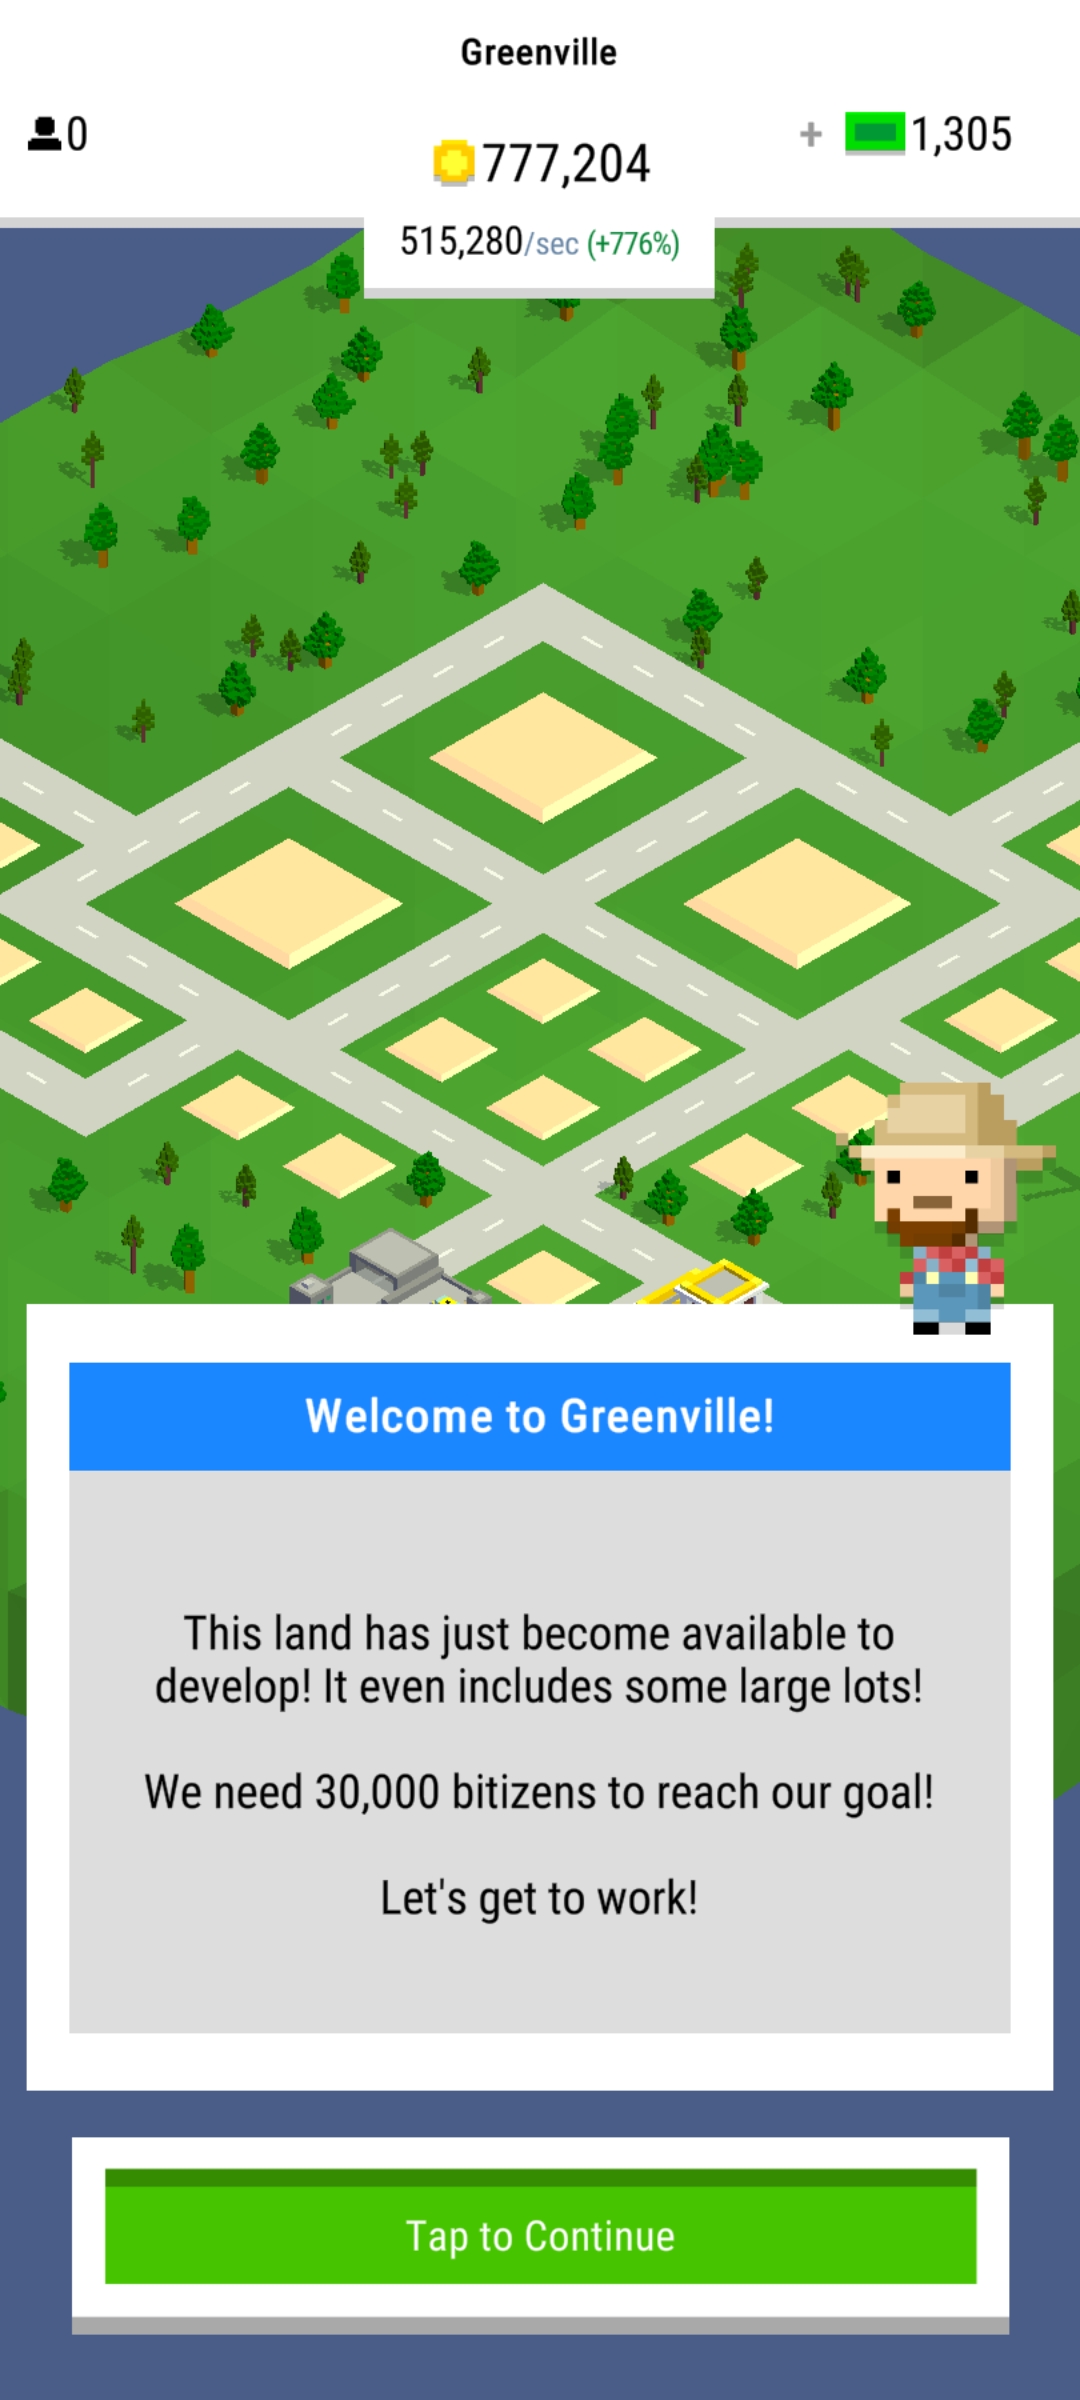 Greenville
0
777,204
+ 1,305
515,280/sec (+776%)
Welcome to Greenville!
This land has just become available to
develop! It even includes some large lots!
We need 30,000 bitizens to reach our goal!
Let's get to work!
Tap to Continue